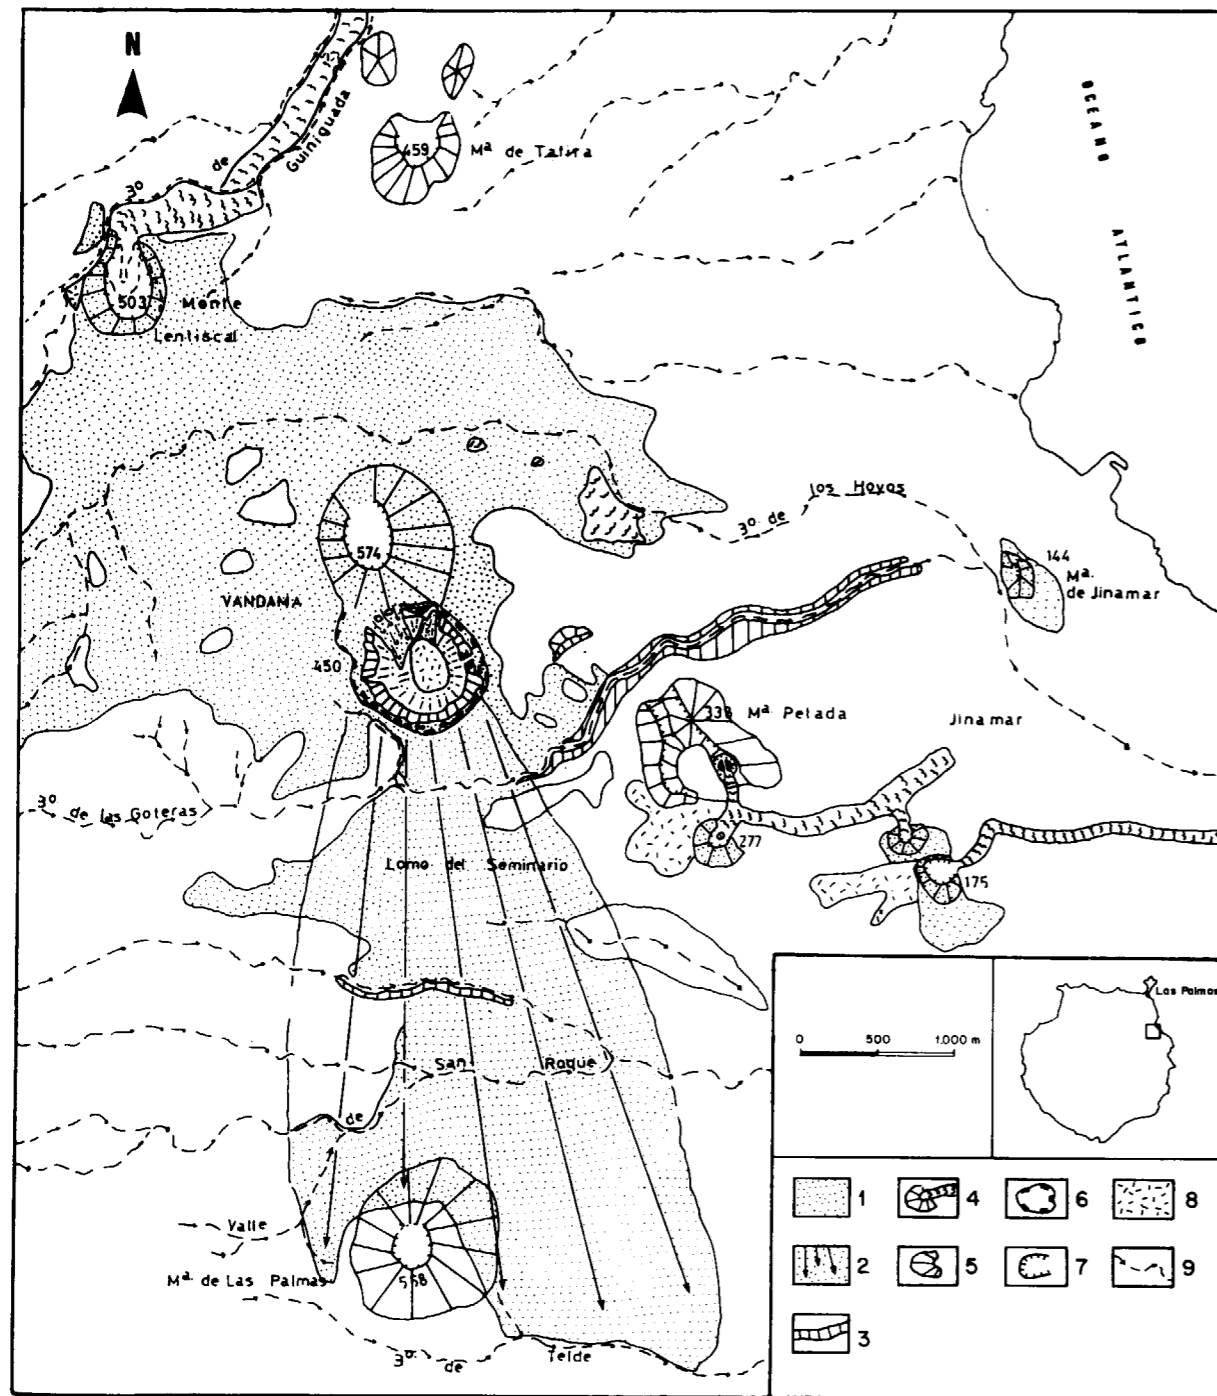 N
OCEANO
ATLANTICO
Bº de Guiniguada
459
Mª de Tafira
503
Monte
Lentiscal
los Hoyos
Bº de
574
VANDAMA
450
144
Mª
de Jinamar
333
Mª Pelada
Jinamar
Bº de las Goteras
277
175
Lomo del Seminario
San Roque
de
Valle
Mª de Las Palmas
558
Bº de Telde
Las Palmas
0 500 1.000 m
1 4 6 8
2 5 7 9
3